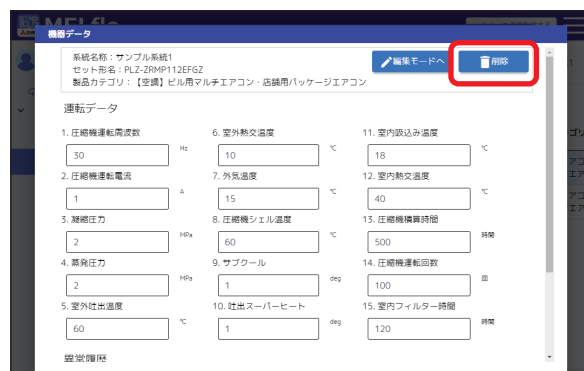 MELflo
機器データ
系統名称：サンプル系統1
セット形名：PLZ-ZRMP112EFGZ
製品カテゴリ：【空調】ビル用マルチエアコン・店舗用パッケージエアコン
編集モードへ
削除
運転データ
1. 圧縮機運転周波数
30
Hz
6. 室外熱交温度
10
℃
11. 室内吸込み温度
18
℃
2. 圧縮機運転電流
1
A
7. 外気温度
15
℃
12. 室内熱交温度
40
℃
3. 凝縮圧力
2
MPa
8. 圧縮機シェル温度
60
℃
13. 圧縮機積算時間
500
時間
4. 蒸発圧力
2
MPa
9. サブクール
1
deg
14. 圧縮機運転回数
100
回
5. 室外吐出温度
60
℃
10. 吐出スーパーヒート
1
deg
15. 室内フィルター時間
120
時間
異常履歴